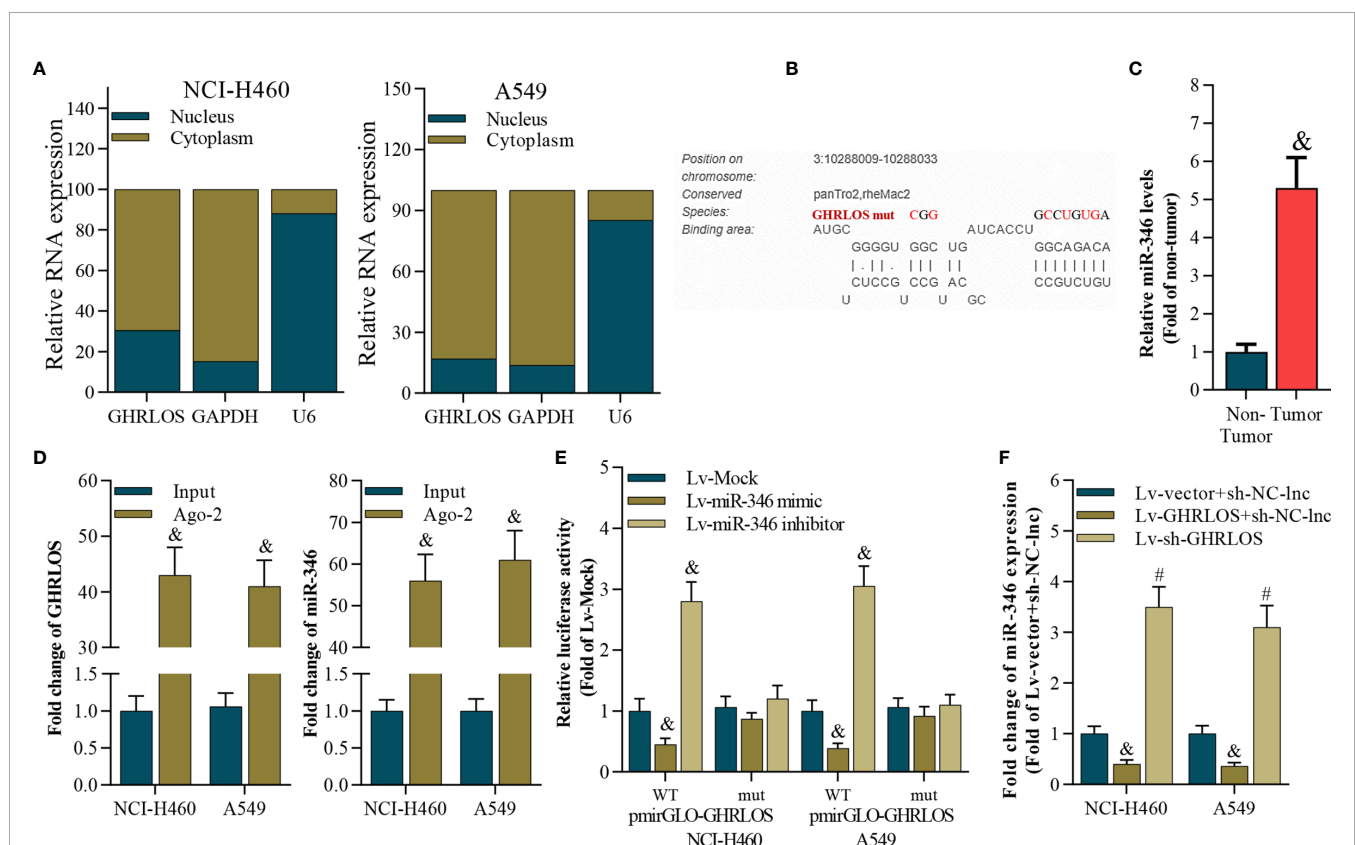 A
NCI-H460
Nucleus
Cytoplasm
Relative RNA expression
140
120
100
80
60
40
20
0
GHRLOS GAPDH U6
A549
Nucleus
Cytoplasm
Relative RNA expression
150
120
90
60
30
0
GHRLOS GAPDH U6
B
Position on chromosome: 3:10288009-10288033
Conserved Species: panTro2,rheMac2
GHRLOS mut CGG GCCUGUGA
Binding area: AUGC AUCACCU
GGGGU GGC UG GGCAGACA
|.||. ||| || ||||||||
CUCCG CCG AC CCGUCUGU
U U U GC
C
Relative miR-346 levels
(Fold of non-tumor)
8
7
6
5
4
3
2
1
0
&
Non-Tumor Tumor
D
Input
Ago-2
Fold change of GHRLOS
60
50
40
30
1.5
1.0
0.5
0.0
& &
NCI-H460 A549
Input
Ago-2
Fold change of miR-346
80
70
60
50
40
1.5
1.0
0.5
0.0
& &
NCI-H460 A549
E
Lv-Mock
Lv-miR-346 mimic
Lv-miR-346 inhibitor
Relative luciferase activity
(Fold of Lv-Mock)
5
4
3
2
1
0
& & & &
WT mut WT mut
pmirGLO-GHRLOS pmirGLO-GHRLOS
NCI-H460 A549
F
Lv-vector+sh-NC-lnc
Lv-GHRLOS+sh-NC-lnc
Lv-sh-GHRLOS
Fold change of miR-346 expression
(Fold of Lv-vector+sh-NC-lnc)
6
5
4
3
2
1
0
& # & #
NCI-H460 A549